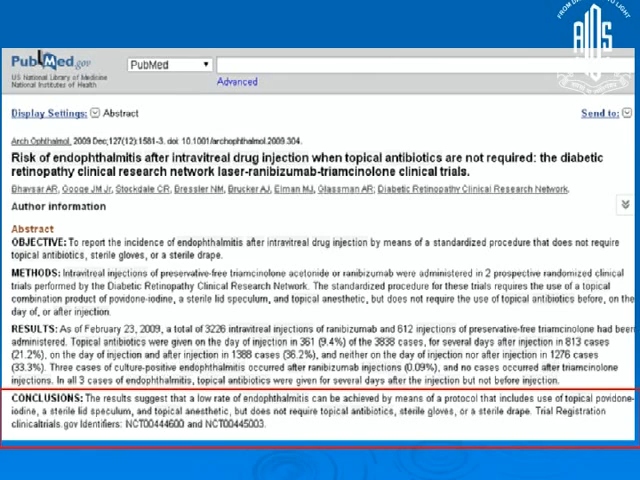 FROM DARKNESS TO LIGHT
AIOS
PubMed.gov
US National Library of Medicine
National Institutes of Health
PubMed
Advanced
Display Settings: Abstract
Send to:
Arch Ophthalmol. 2009 Dec;127(12):1581-3. doi: 10.1001/archophthalmol.2009.304.
Risk of endophthalmitis after intravitreal drug injection when topical antibiotics are not required: the diabetic
retinopathy clinical research network laser-ranibizumab-triamcinolone clinical trials.
Bhavsar AR, Googe JM Jr, Stockdale CR, Bressler NM, Brucker AJ, Elman MJ, Glassman AR; Diabetic Retinopathy Clinical Research Network.
Author information
Abstract
OBJECTIVE: To report the incidence of endophthalmitis after intravitreal drug injection by means of a standardized procedure that does not require
topical antibiotics, sterile gloves, or a sterile drape.
METHODS: Intravitreal injections of preservative-free triamcinolone acetonide or ranibizumab were administered in 2 prospective randomized clinical
trials performed by the Diabetic Retinopathy Clinical Research Network. The standardized procedure for these trials requires the use of a topical
combination product of povidone-iodine, a sterile lid speculum, and topical anesthetic, but does not require the use of topical antibiotics before, on the
day of, or after injection.
RESULTS: As of February 23, 2009, a total of 3226 intravitreal injections of ranibizumab and 612 injections of preservative-free triamcinolone had been
administered. Topical antibiotics were given on the day of injection in 361 (9.4%) of the 3838 cases, for several days after injection in 813 cases
(21.2%), on the day of injection and after injection in 1388 cases (36.2%), and neither on the day of injection nor after injection in 1276 cases
(33.3%). Three cases of culture-positive endophthalmitis occurred after ranibizumab injections (0.09%), and no cases occurred after triamcinolone
injections. In all 3 cases of endophthalmitis, topical antibiotics were given for several days after the injection but not before injection.
CONCLUSIONS: The results suggest that a low rate of endophthalmitis can be achieved by means of a protocol that includes use of topical povidone-
iodine, a sterile lid speculum, and topical anesthetic, but does not require topical antibiotics, sterile gloves, or a sterile drape. Trial Registration
clinicaltrials.gov Identifiers: NCT00444600 and NCT00445003.